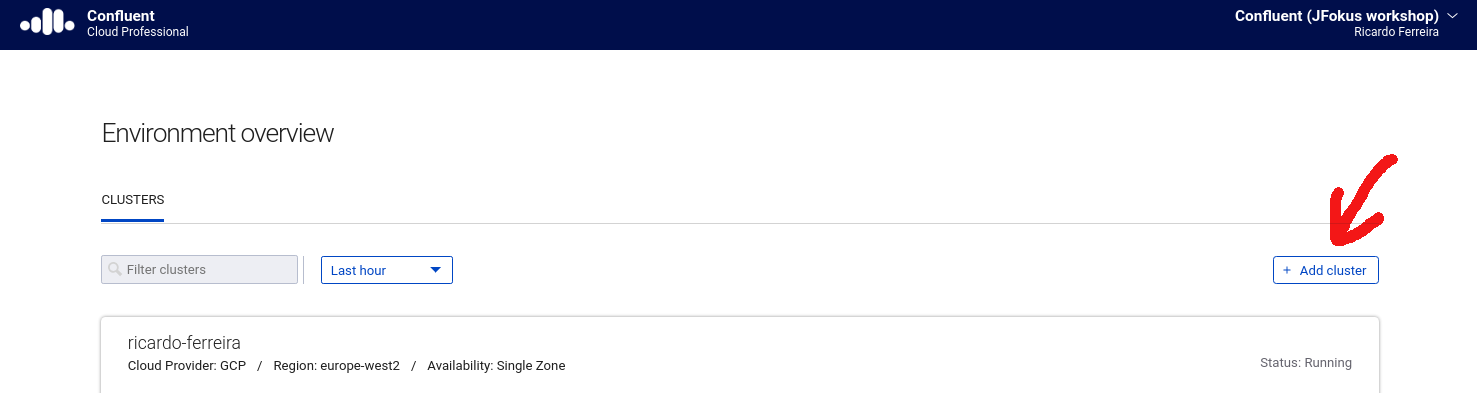 Confluent
Cloud Professional
Confluent (JFokus workshop)
Ricardo Ferreira
Environment overview
CLUSTERS
Filter clusters
Last hour
+ Add cluster
ricardo-ferreira
Cloud Provider: GCP / Region: europe-west2 / Availability: Single Zone
Status: Running